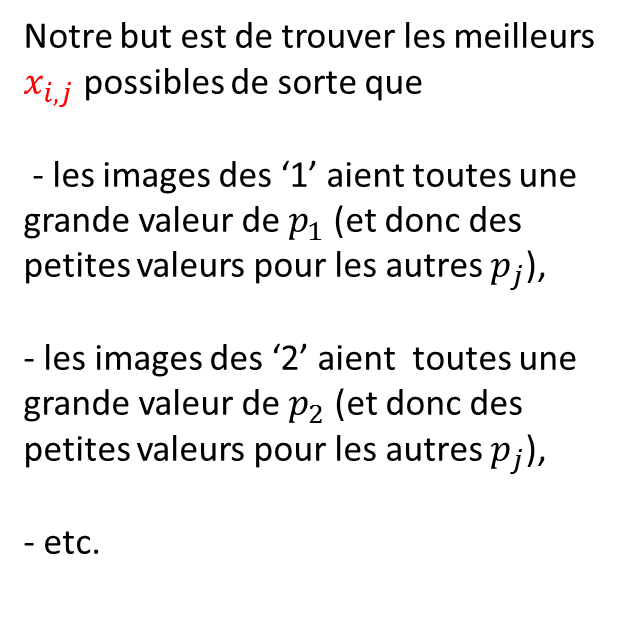 Notre but est de trouver les meilleurs
x_{i,j} possibles de sorte que
- les images des ‘1’ aient toutes une
grande valeur de p_1 (et donc des
petites valeurs pour les autres p_j),
- les images des ‘2’ aient toutes une
grande valeur de p_2 (et donc des
petites valeurs pour les autres p_j),
- etc.